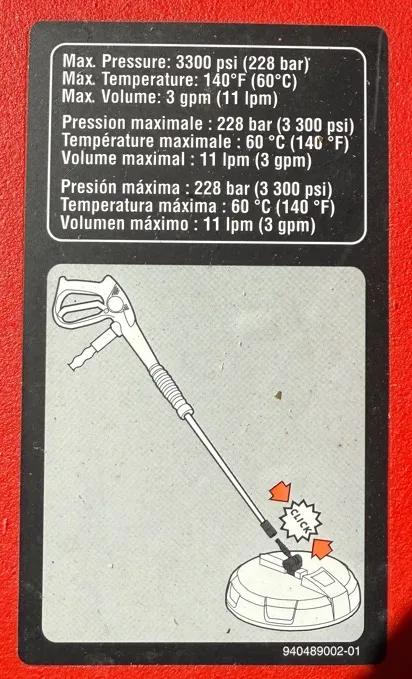 Max. Pressure: 3300 psi (228 bar)
Máx. Temperature: 140°F (60°C)
Max. Volume: 3 gpm (11 lpm)
Pression maximale : 228 bar (3 300 psi)
Température maximale : 60 °C (140 °F)
Volume maximal : 11 lpm (3 gpm)
Presión máxima : 228 bar (3 300 psi)
Temperatura máxima : 60 °C (140 °F)
Volumen máximo : 11 lpm (3 gpm)
CLICK
940489002-01